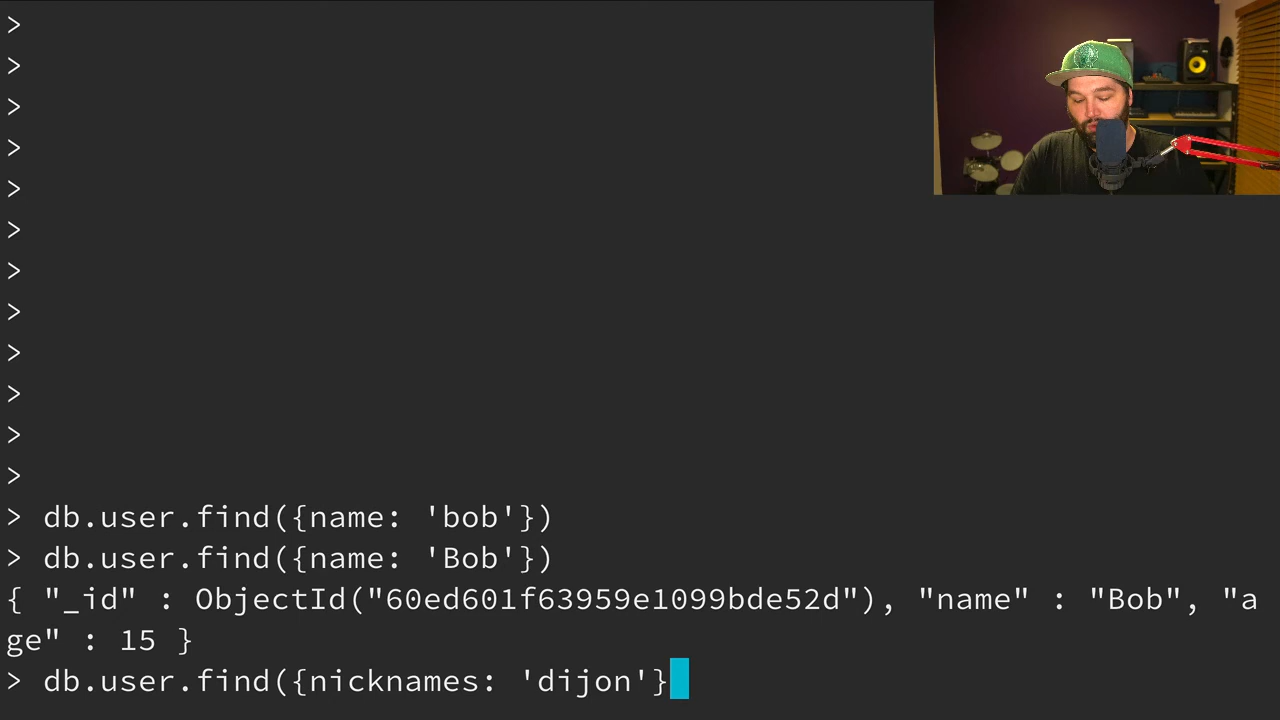 >
>
>
>
>
>
>
>
>
>
>
>
> db.user.find({name: 'bob'})
> db.user.find({name: 'Bob'})
{ "_id" : ObjectId("60ed601f63959e1099bde52d"), "name" : "Bob", "a
ge" : 15 }
> db.user.find({nicknames: 'dijon'}